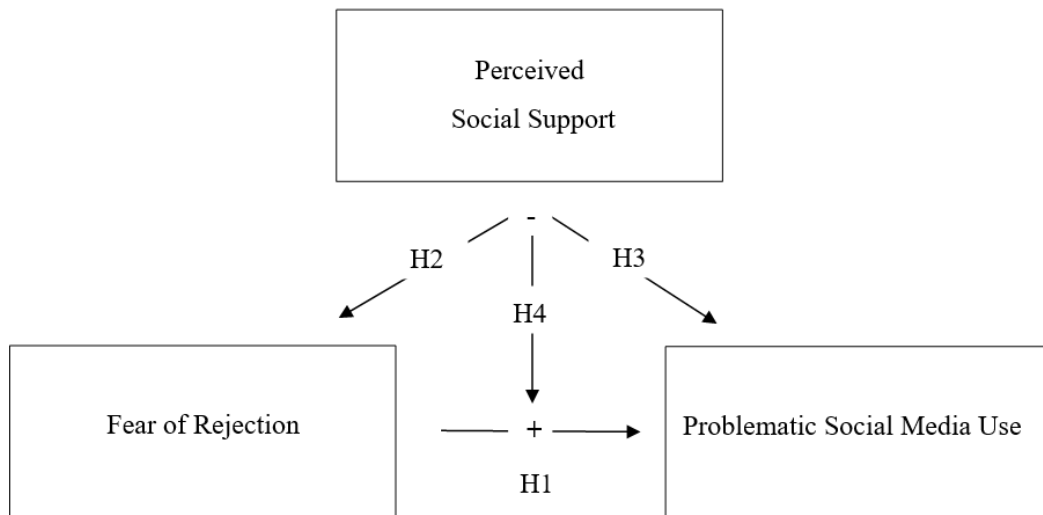 Perceived
Social Support
-
H2
H3
H4
Fear of Rejection
+
Problematic Social Media Use
H1